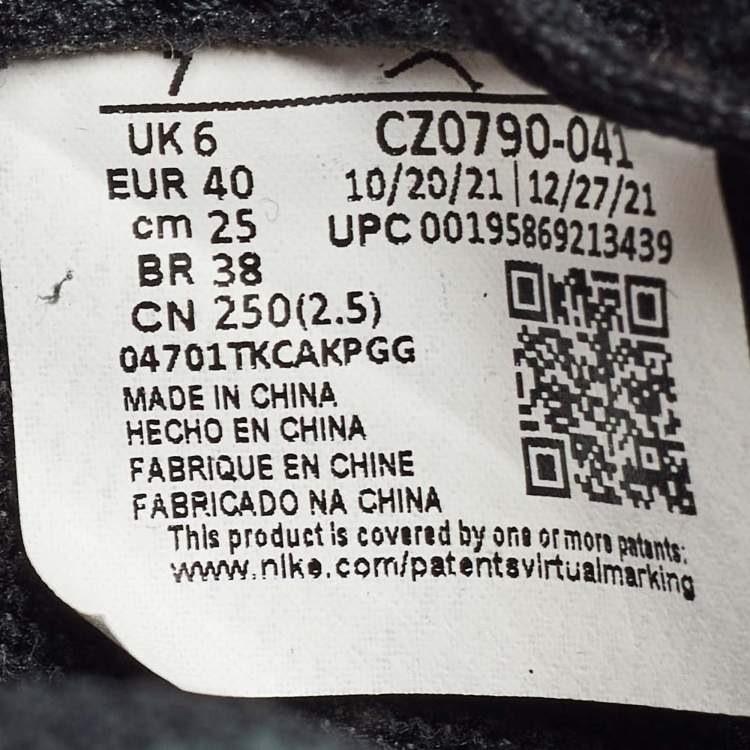 UK 6
EUR 40
cm 25
BR 38
CN 250(2.5)
04701TKCAKPGG
CZ0790-041
10/20/21 | 12/27/21
UPC 00195869213439
MADE IN CHINA
HECHO EN CHINA
FABRIQUE EN CHINE
FABRICADO NA CHINA
This product is covered by one or more patents:
www.nike.com/patentsvirtualmarking